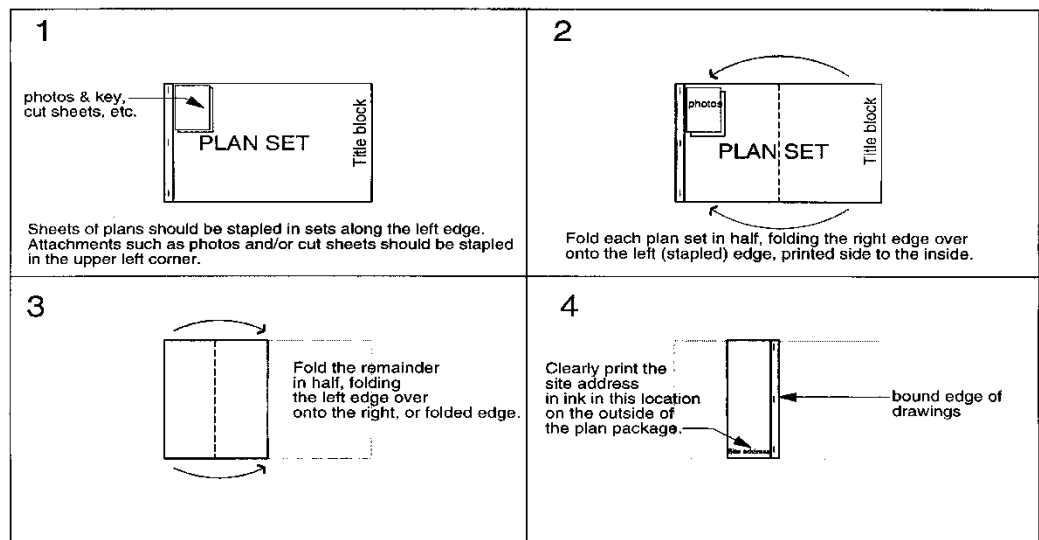 1
photos & key,
cut sheets, etc.
PLAN SET
Title block
Sheets of plans should be stapled in sets along the left edge.
Attachments such as photos and/or cut sheets should be stapled
in the upper left corner.
2
photos
PLAN SET
Title block
Fold each plan set in half, folding the right edge over
onto the left (stapled) edge, printed side to the inside.
3
Fold the remainder
in half, folding
the left edge over
onto the right, or folded edge.
4
Clearly print the
site address
in ink in this location
on the outside of
the plan package.
Site address
bound edge of
drawings